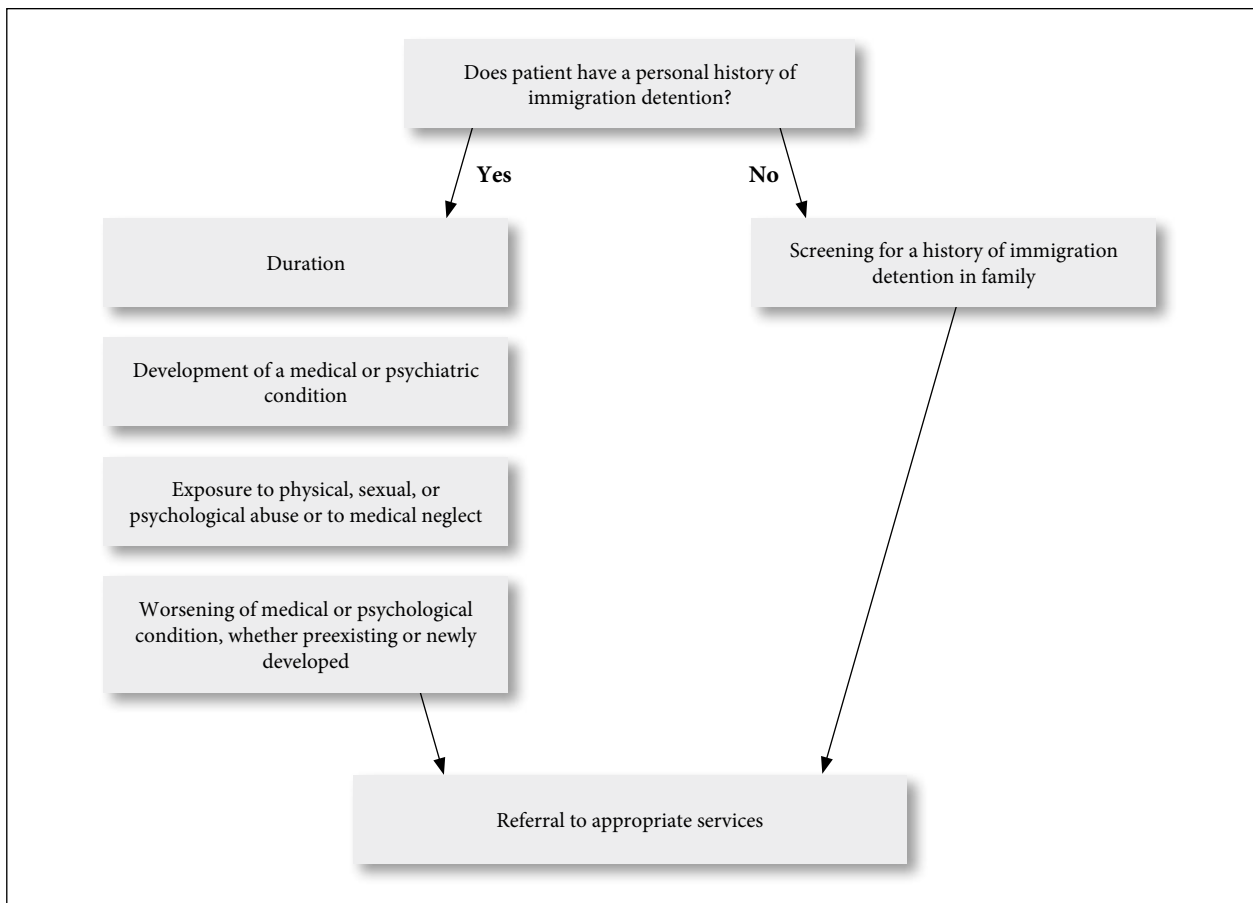 Does patient have a personal history of
immigration detention?
Yes
No
Duration
Screening for a history of immigration
detention in family
Development of a medical or psychiatric
condition
Exposure to physical, sexual, or
psychological abuse or to medical neglect
Worsening of medical or psychological
condition, whether preexisting or newly
developed
Referral to appropriate services